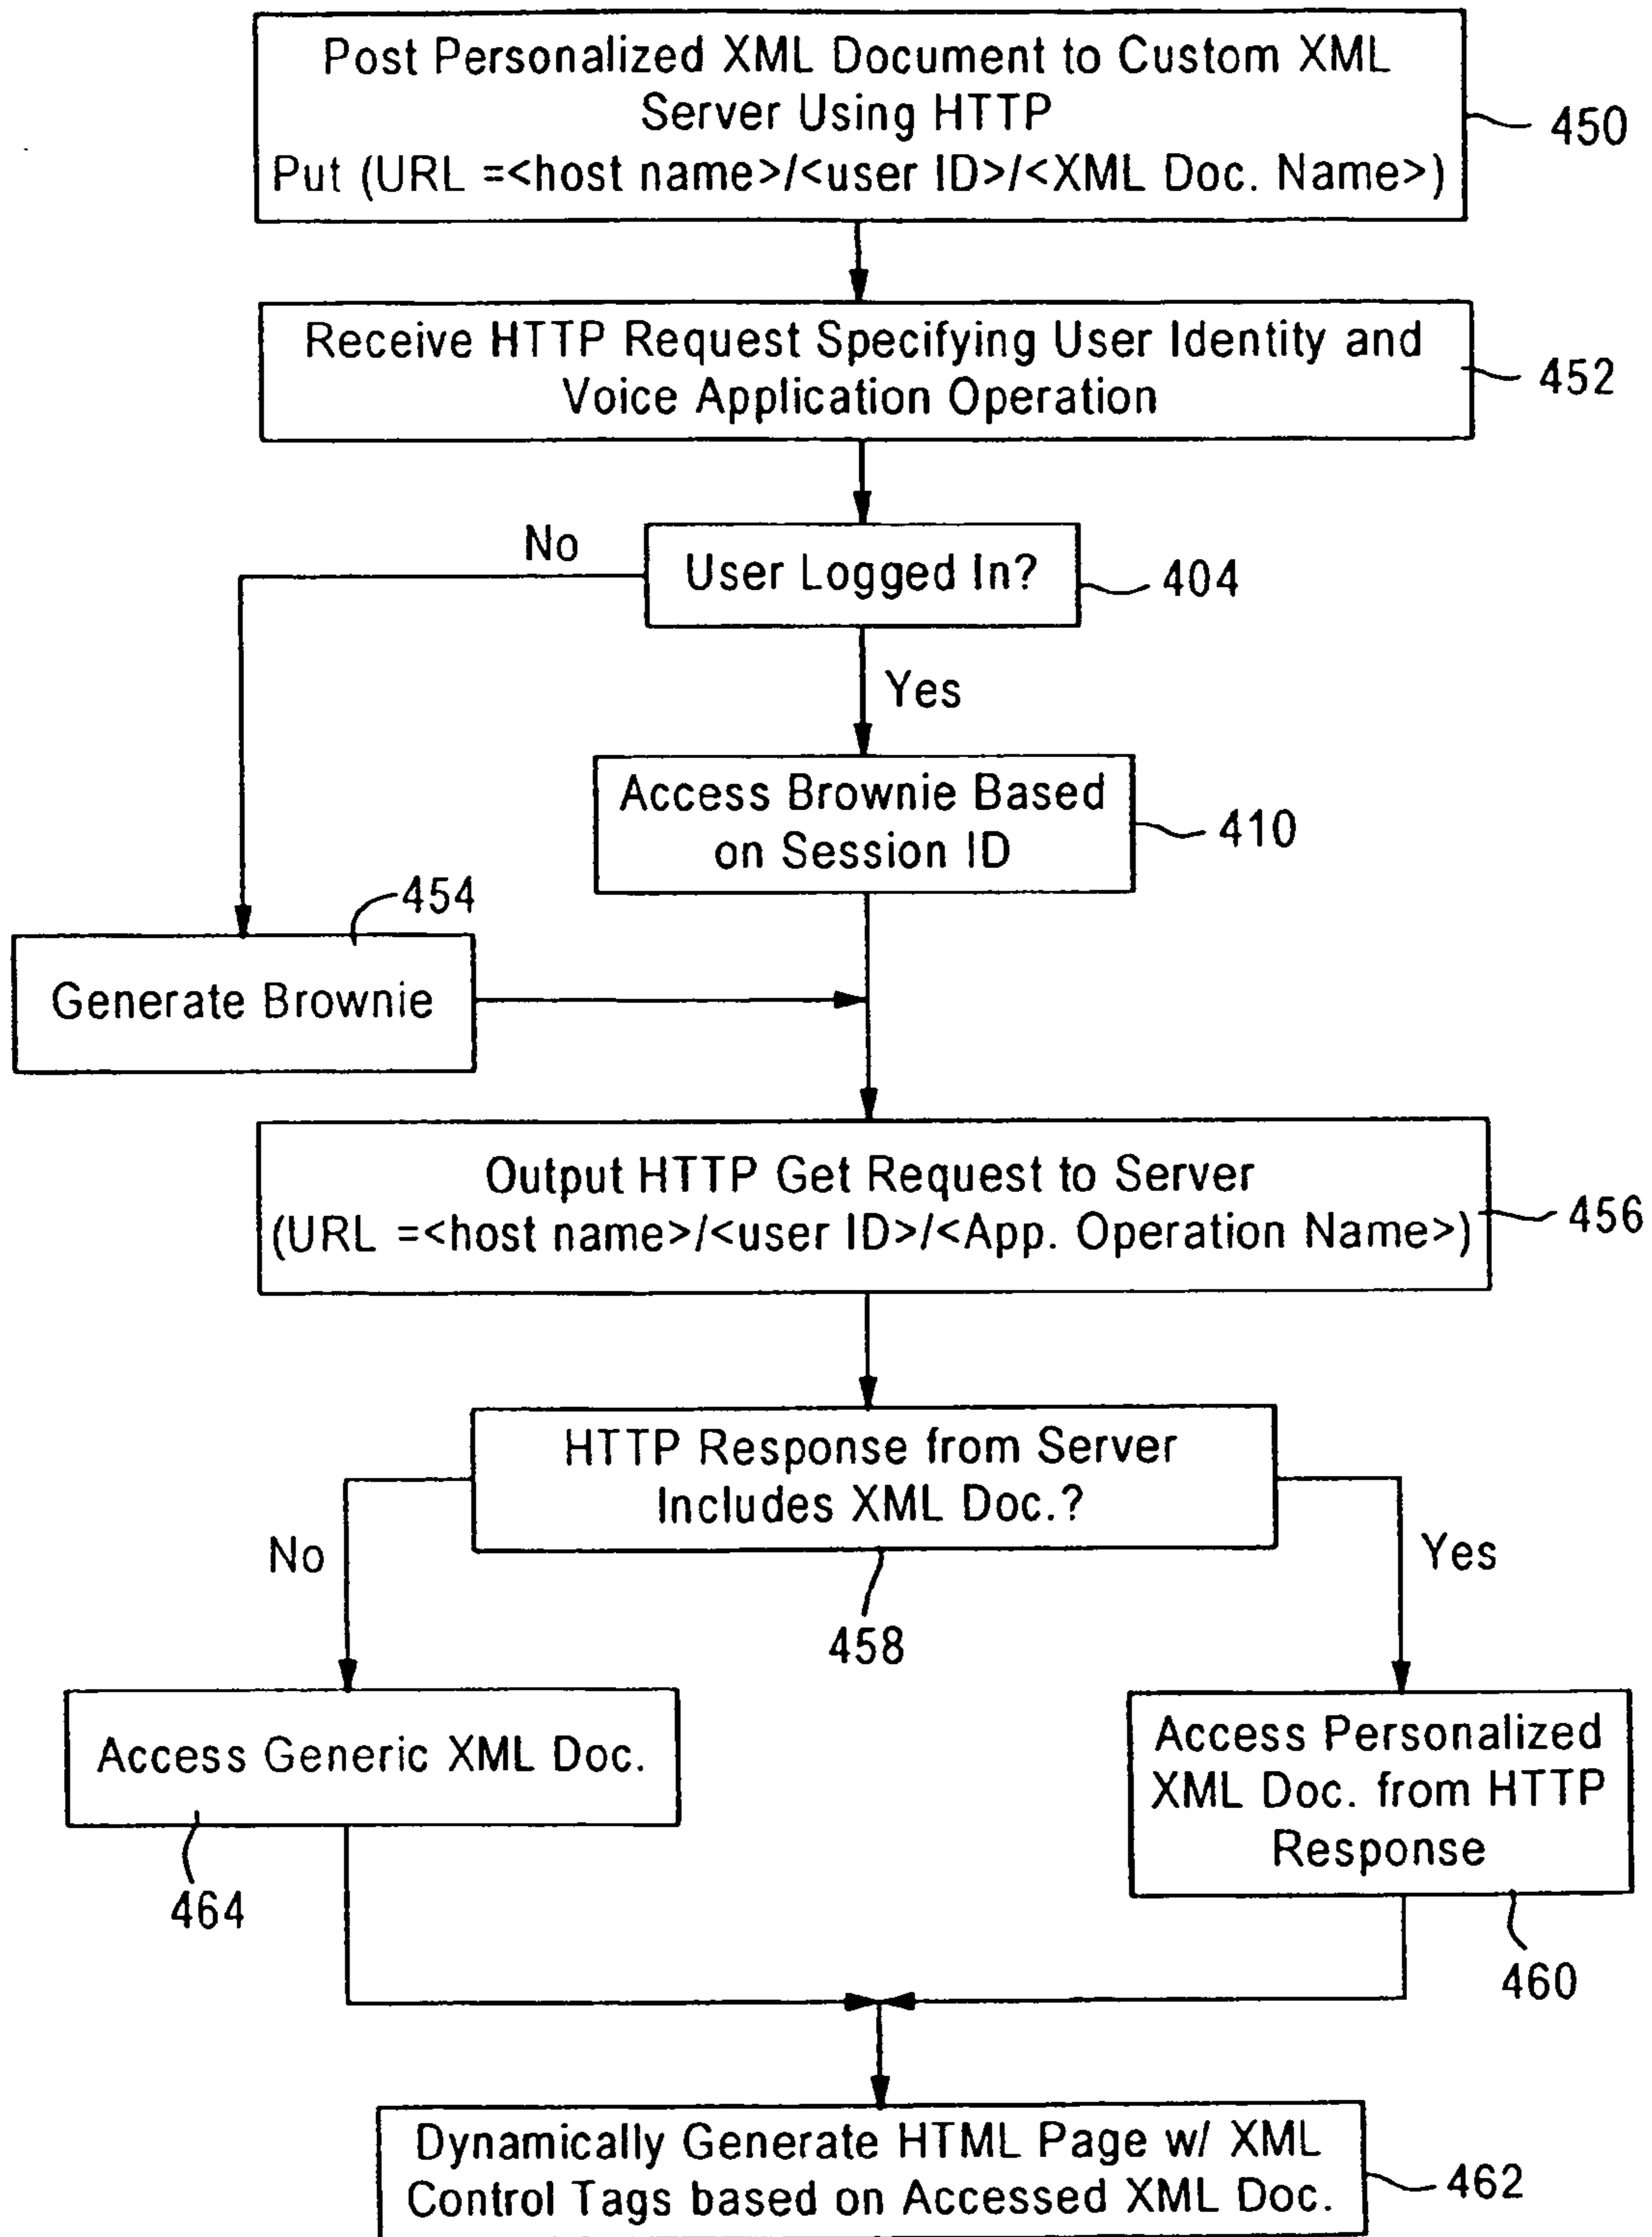 Post Personalized XML Document to Custom XML
Server Using HTTP
Put (URL =<host name>/<user ID>/<XML Doc. Name>)
450
Receive HTTP Request Specifying User Identity and
Voice Application Operation
452
No
User Logged In?
404
Yes
Access Brownie Based
on Session ID
410
454
Generate Brownie
Output HTTP Get Request to Server
(URL =<host name>/<user ID>/<App. Operation Name>)
456
HTTP Response from Server
Includes XML Doc.?
No
Yes
458
Access Generic XML Doc.
464
Access Personalized
XML Doc. from HTTP
Response
460
Dynamically Generate HTML Page w/ XML
Control Tags based on Accessed XML Doc.
462